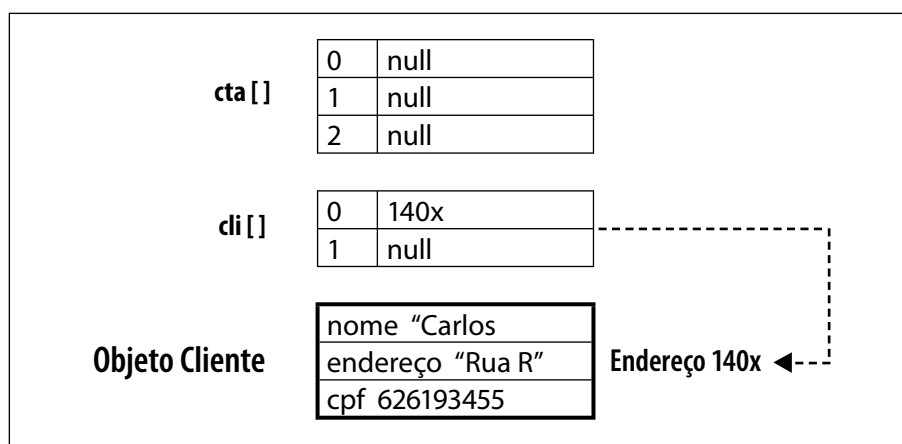 cta [ ]
0 null
1 null
2 null
cli [ ]
0 140x
1 null
Objeto Cliente
nome “Carlos
endereço “Rua R”
cpf 626193455
Endereço 140x